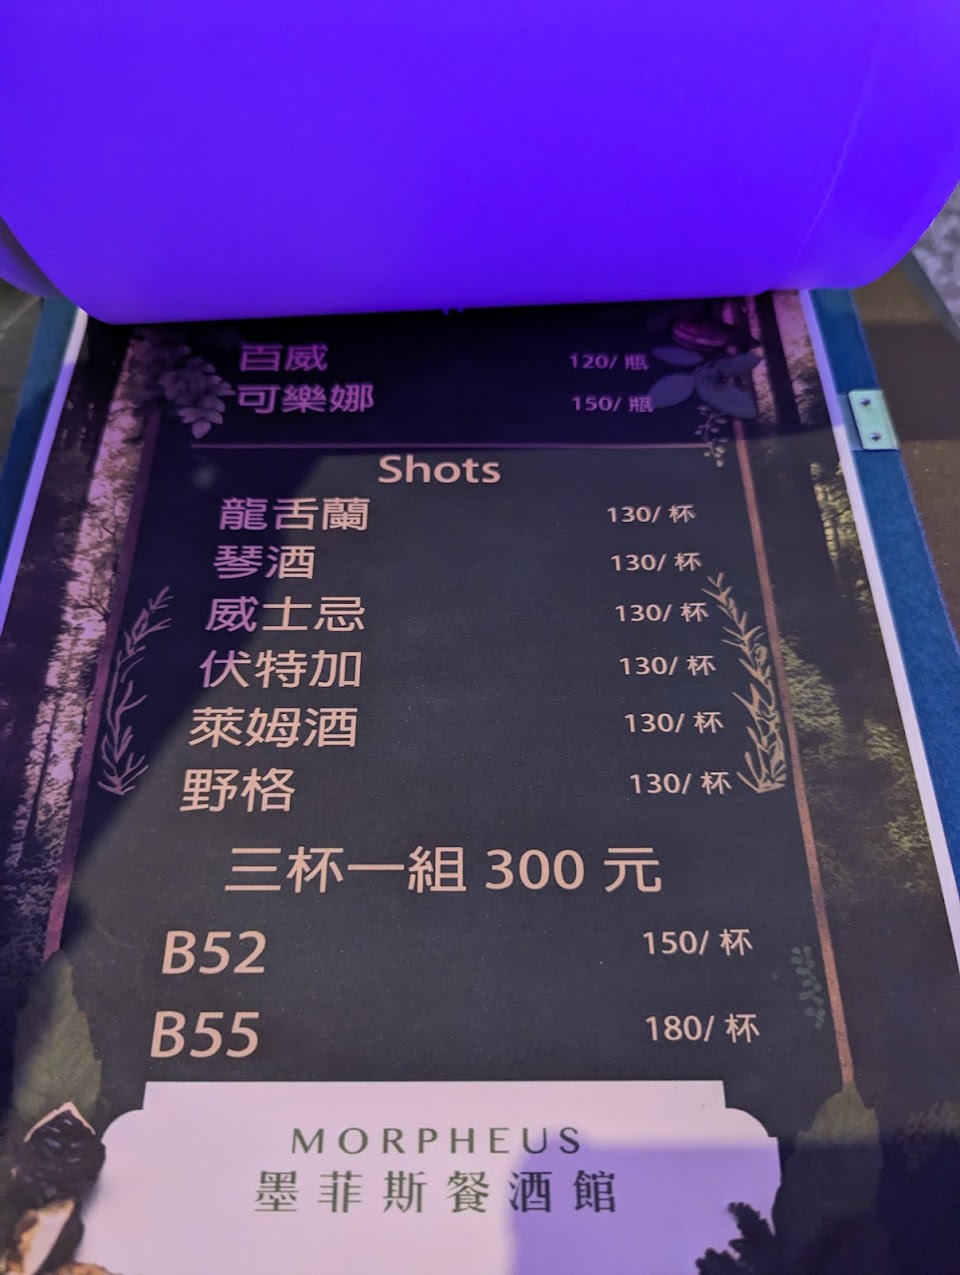 百威 120/ 瓶
可樂娜 150/ 瓶
Shots
龍舌蘭 130/ 杯
琴酒 130/ 杯
威士忌 130/ 杯
伏特加 130/ 杯
萊姆酒 130/ 杯
野格 130/ 杯
三杯一組 300 元
B52 150/ 杯
B55 180/ 杯
MORPHEUS
墨菲斯餐酒館